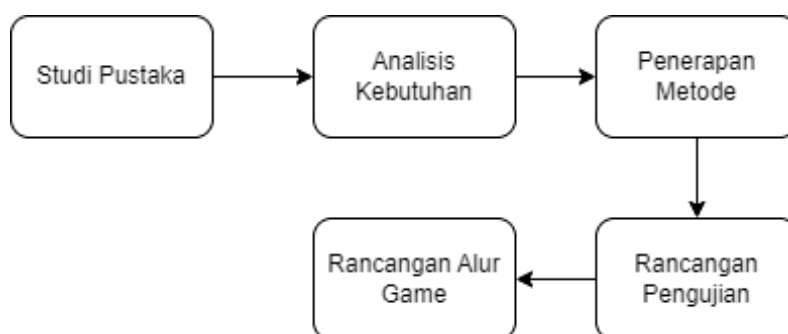 Studi Pustaka
Analisis
Kebutuhan
Penerapan
Metode
Rancangan Alur
Game
Rancangan
Pengujian